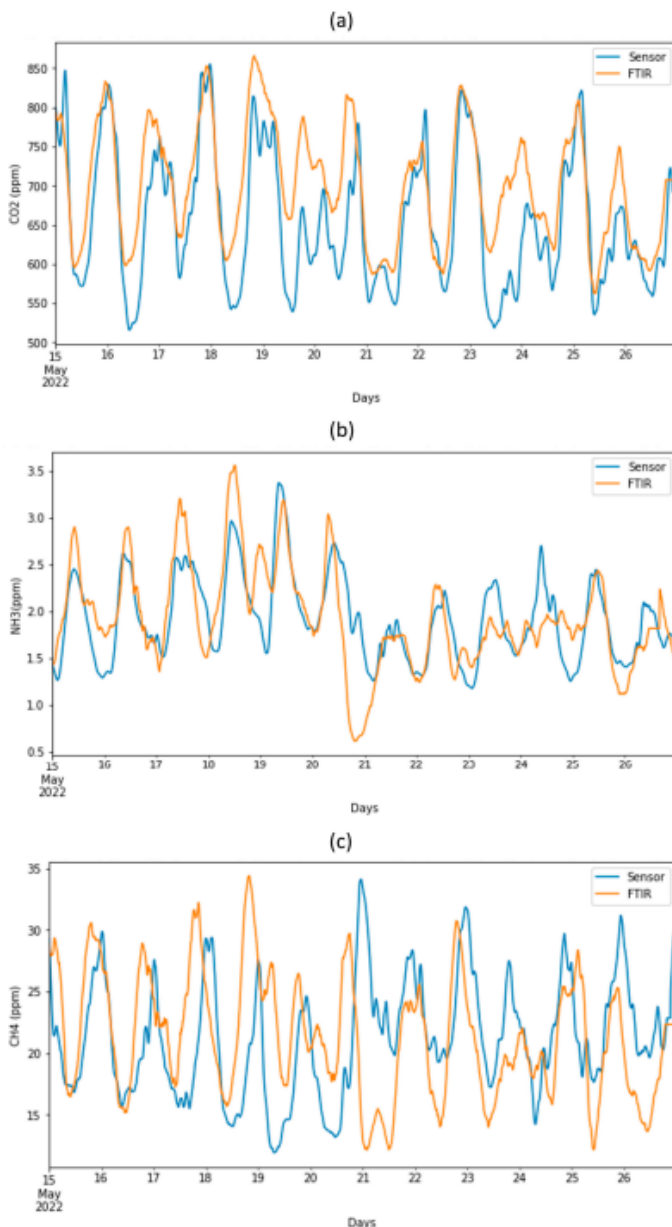 (a)
Sensor
FTIR
850
800
750
700
650
600
550
500
CO2 (ppm)
15 16 17 18 19 20 21 22 23 24 25 26
May
2022
Days
(b)
Sensor
FTIR
3.5
3.0
2.5
2.0
1.5
1.0
0.5
NH3(ppm)
15 16 17 18 19 20 21 22 23 24 25 26
May
2022
Days
(c)
Sensor
FTIR
35
30
25
20
15
CH4 (ppm)
15 16 17 18 19 20 21 22 23 24 25 26
May
2022
Days